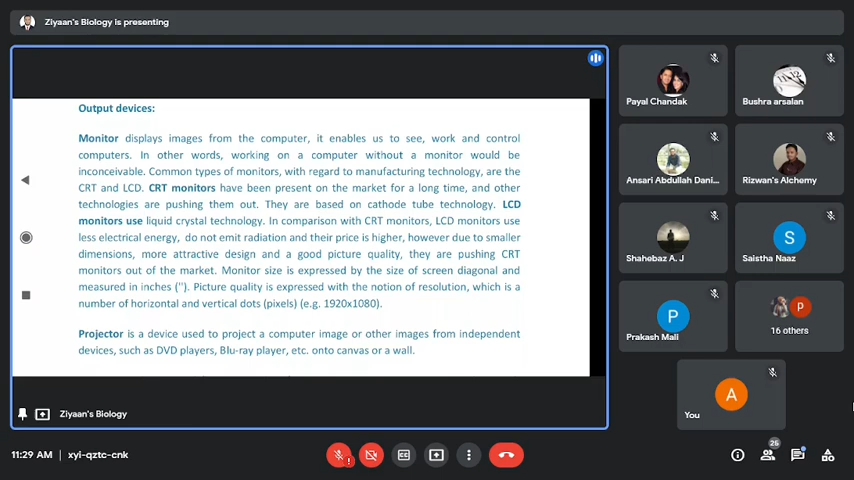 Ziyaan's Biology is presenting
Output devices:
Monitor displays images from the computer, it enables us to see, work and control
computers. In other words, working on a computer without a monitor would be
inconceivable. Common types of monitors, with regard to manufacturing technology, are the
CRT and LCD. CRT monitors have been present on the market for a long time, and other
technologies are pushing them out. They are based on cathode tube technology. LCD
monitors use liquid crystal technology. In comparison with CRT monitors, LCD monitors use
less electrical energy, do not emit radiation and their price is higher, however due to smaller
dimensions, more attractive design and a good picture quality, they are pushing CRT
monitors out of the market. Monitor size is expressed by the size of screen diagonal and
measured in inches ("). Picture quality is expressed with the notion of resolution, which is a
number of horizontal and vertical dots (pixels) (e.g. 1920x1080).
Projector is a device used to project a computer image or other images from independent
devices, such as DVD players, Blu-ray player, etc. onto canvas or a wall.
Ziyaan's Biology
Payal Chandak
Bushra arsalan
Ansari Abdullah Dani...
Rizwan's Alchemy
Shahebaz A. J
S
Saistha Naaz
P
Prakash Mali
P
16 others
A
You
11:29 AM | xyi-qztc-cnk
CC
25